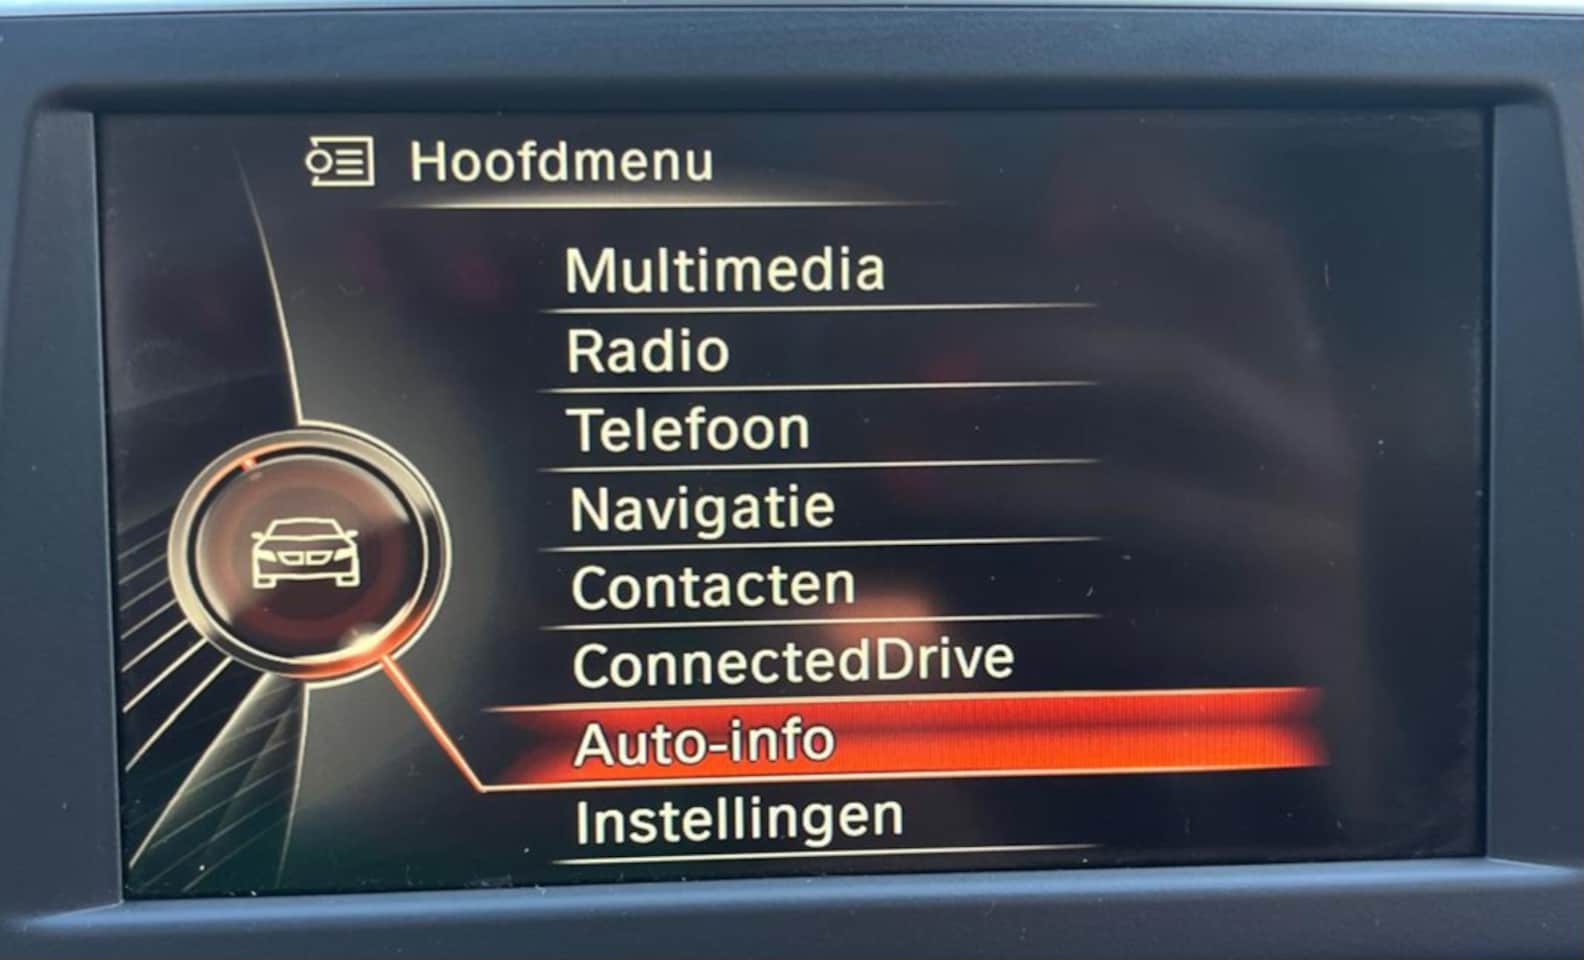 Hoofdmenu
Multimedia
Radio
Telefoon
Navigatie
Contacten
ConnectedDrive
Auto-info
Instellingen